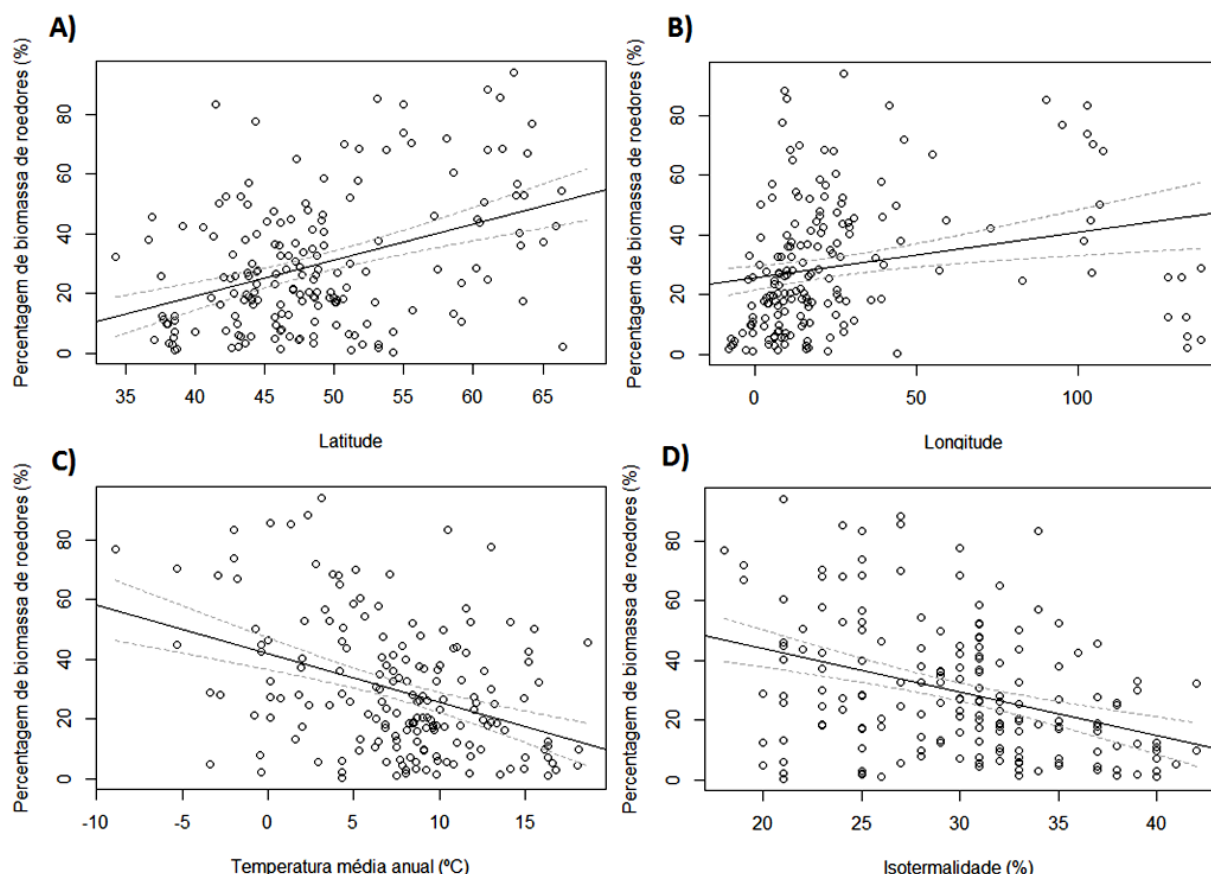 A)
Percentagem de biomassa de roedores (%)
0 20 40 60 80
35 40 45 50 55 60 65
Latitude
B)
Percentagem de biomassa de roedores (%)
0 20 40 60 80
0 50 100
Longitude
C)
Percentagem de biomassa de roedores (%)
0 20 40 60 80
-10 -5 0 5 10 15
Temperatura média anual (ºC)
D)
Percentagem de biomassa de roedores (%)
0 20 40 60 80
20 25 30 35 40
Isotermalidade (%)